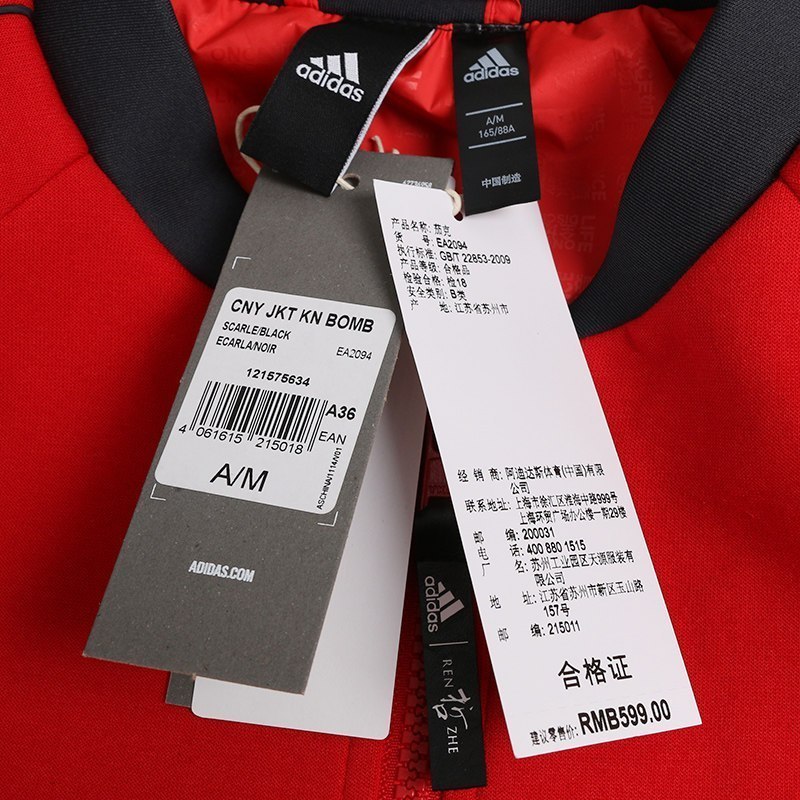 adidas
adidas
A/M
165/88A
中国制造
CNY JKT KN BOMB
SCARLE/BLACK
ECARLA/NOIR
EA2094
121575634
A36
4 061615 215018
EAN
A/M
ASCHINA/1114/V01
ADIDAS.COM
产品名称: 茄克
货 号: EA2094
执行标准: GB/T 22853-2009
产品等级: 合格品
检验合格: 检18
安全类别: B类
产 地: 江苏省苏州市
经 销 商: 阿迪达斯体育(中国)有限
公司
联系地址: 上海市徐汇区淮海中路999号
上海环贸广场办公楼一期29楼
邮 编: 200031
电 话: 400 880 1515
厂 名: 苏州工业园区天源服装有
限公司
地 址: 江苏省苏州市新区玉山路
157号
邮 编: 215011
合格证
建议零售价: RMB599.00
adidas
REN 哲 ZHE